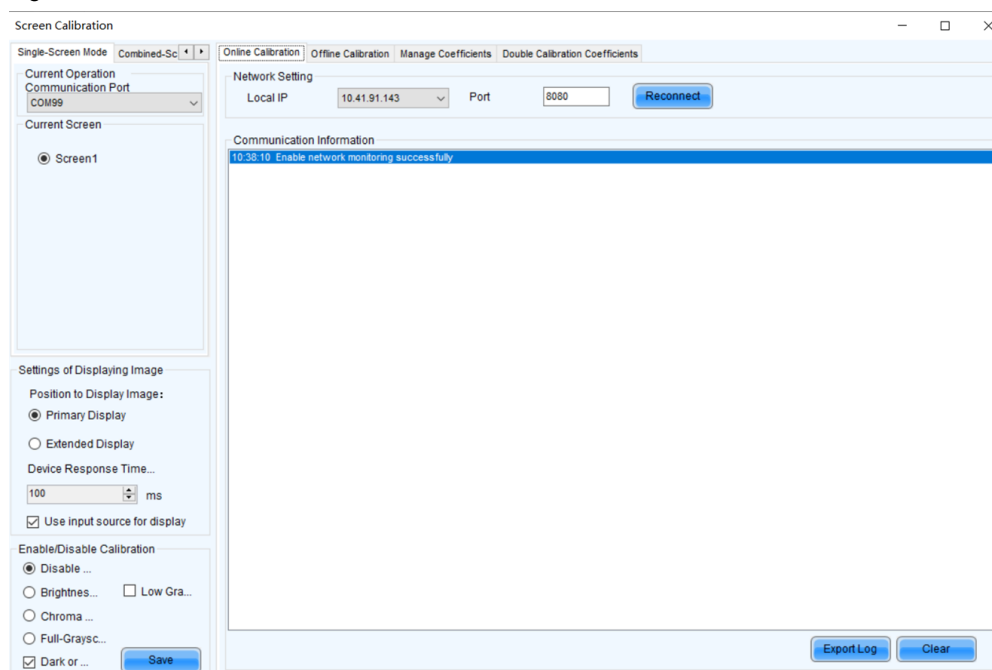 Screen Calibration
Single-Screen Mode
Combined-Sc
Online Calibration
Offline Calibration
Manage Coefficients
Double Calibration Coefficients
Current Operation
Communication Port
COM99
Current Screen
Screen1
Network Setting
Local IP
10.41.91.143
Port
8080
Reconnect
Communication Information
10:38:10 Enable network monitoring successfully
Settings of Displaying Image
Position to Display Image:
Primary Display
Extended Display
Device Response Time...
100
ms
Use input source for display
Enable/Disable Calibration
Disable ...
Brightnes...
Low Gra...
Chroma ...
Full-Graysc...
Dark or ...
Save
Export Log
Clear